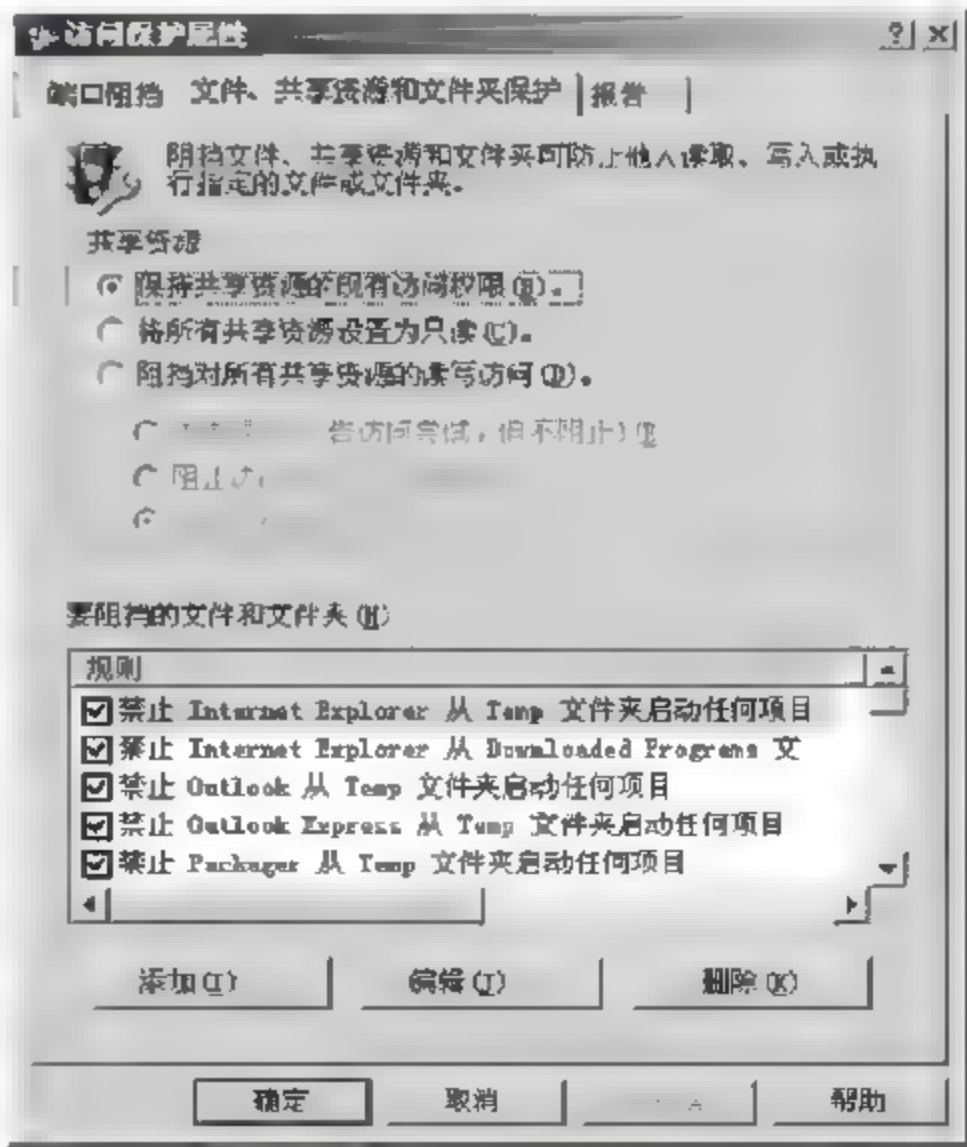 访问保护属性
端口阻挡 文件、共享资源和文件夹保护 报告
阻挡文件、共享资源和文件夹可防止他人读取、写入或执
行指定的文件或文件夹。
共享资源
保持共享资源的现有访问权限
将所有共享资源设置为只读(C)。
阻挡对所有共享资源的读写访问(D)。
告访问尝试，但不阻止)
阻止
要阻挡的文件和文件夹(H)
规则
禁止 Internet Explorer 从 Temp 文件夹启动任何项目
禁止 Internet Explorer 从 Downloaded Programs 文
禁止 Outlook 从 Temp 文件夹启动任何项目
禁止 Outlook Express 从 Temp 文件夹启动任何项目
禁止 Packager 从 Temp 文件夹启动任何项目
添加 编辑 删除
确定 取消 帮助